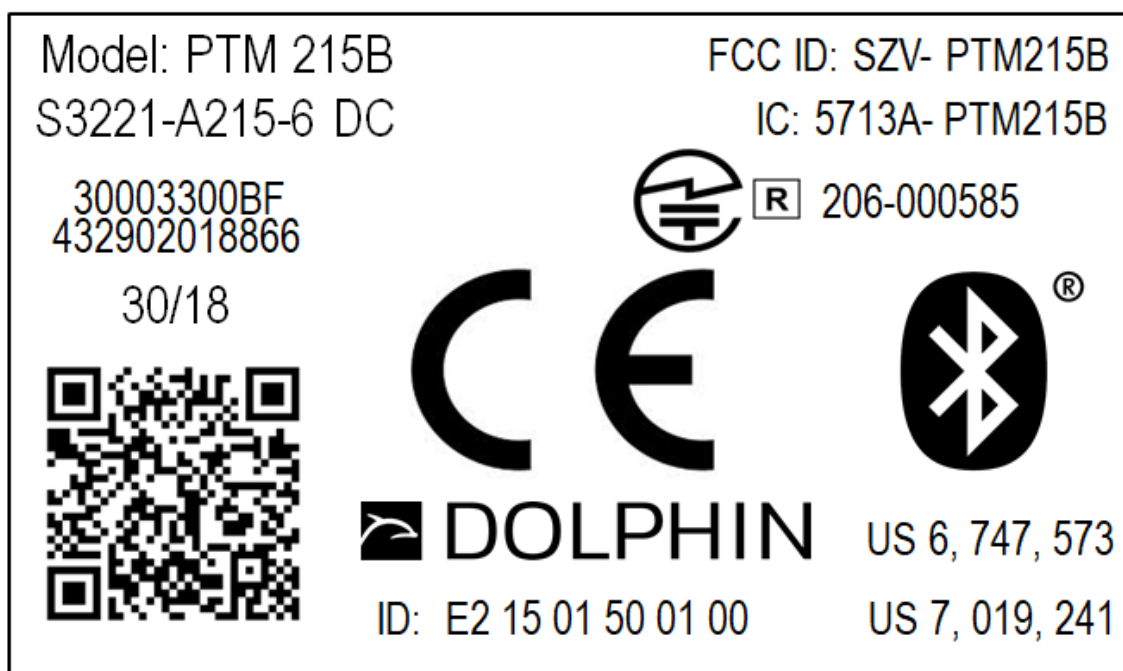 Model: PTM 215B
S3221-A215-6 DC
FCC ID: SZV- PTM215B
IC: 5713A- PTM215B
30003300BF
432902018866
30/18
R 206-000585
CE
®
DOLPHIN
ID: E2 15 01 50 01 00
US 6, 747, 573
US 7, 019, 241